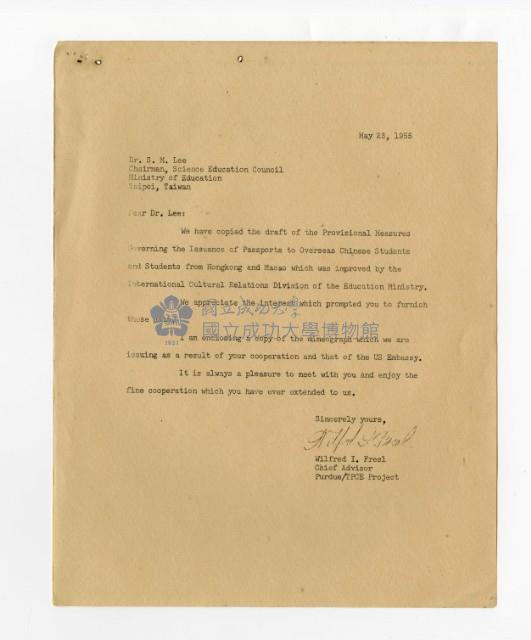 May 23, 1955
Dr. S. M. Lee
Chairman, Science Education Council
Ministry of Education
Taipei, Taiwan
Dear Dr. Lee:
We have copied the draft of the Provisional Measures
Governing the Issuance of Passports to Overseas Chinese Students
and Students from Hongkong and Macao which was improved by the
International Cultural Relations Division of the Education Ministry.
We appreciate the interest which prompted you to furnish
these
I am enclosing a copy of the mimeograph which we are
issuing as a result of your cooperation and that of the US Embassy.
It is always a pleasure to meet with you and enjoy the
fine cooperation which you have ever extended to us.
Sincerely yours,
Wilfred I. Freel
Chief Advisor
Purdue/TPCE Project
國立成功大學
國立成功大學博物館
1931